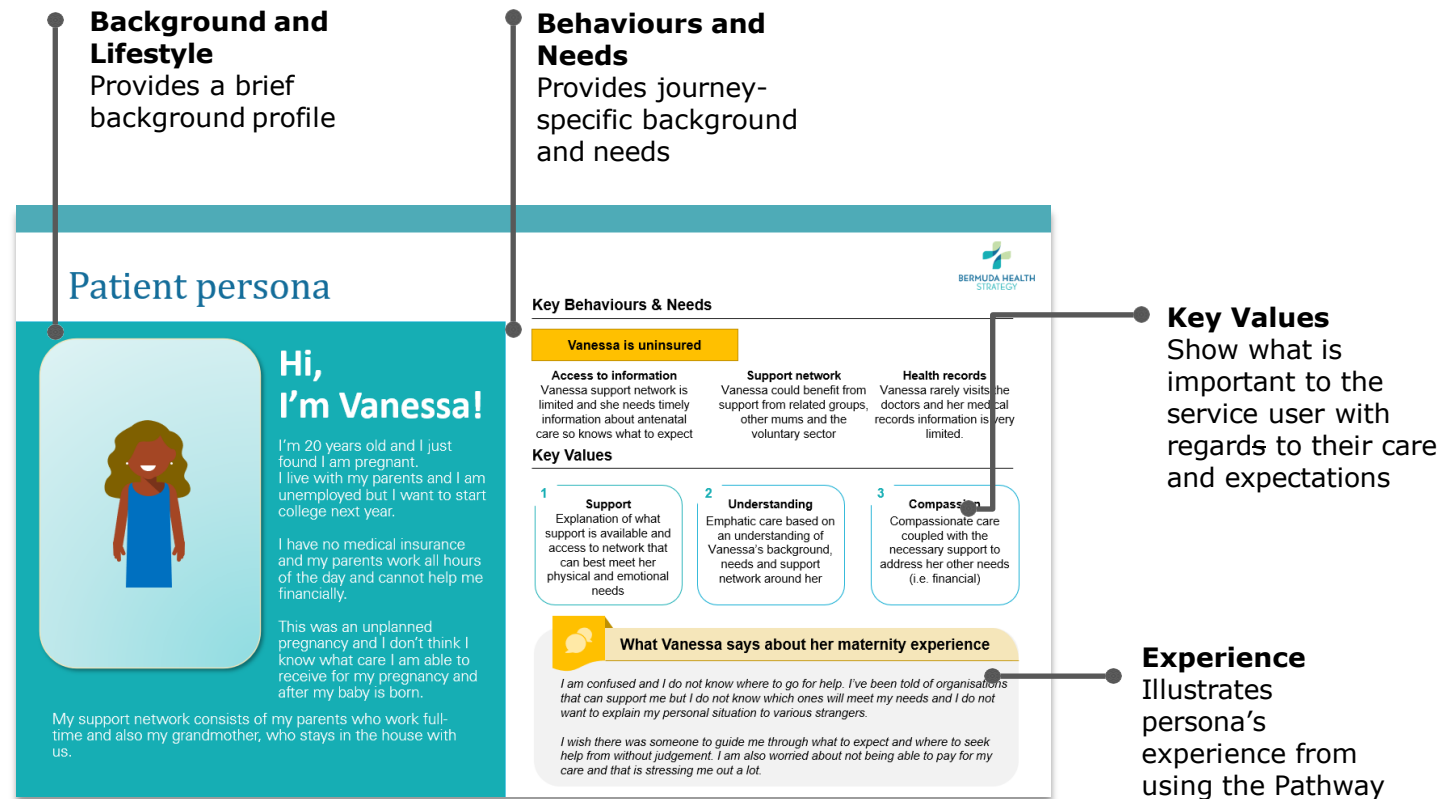 Background and
Lifestyle
Provides a brief
background profile
Behaviours and
Needs
Provides journey-
specific background
and needs
Patient persona
BERMUDA HEALTH
STRATEGY
Hi,
I'm Vanessa!
I'm 20 years old and I just
found I am pregnant.
I live with my parents and I am
unemployed but I want to start
college next year.
I have no medical insurance
and my parents work all hours
of the day and cannot help me
financially.
This was an unplanned
pregnancy and I don't think I
know what care I am able to
receive for my pregnancy and
after my baby is born.
My support network consists of my parents who work full-
time and also my grandmother, who stays in the house with
us.
Key Behaviours & Needs
Vanessa is uninsured
Access to information
Vanessa support network is
limited and she needs timely
information about antenatal
care so knows what to expect
Support network
Vanessa could benefit from
support from related groups,
other mums and the
voluntary sector
Health records
Vanessa rarely visits the
doctors and her medical
records information is very
limited.
Key Values
1
Support
Explanation of what
support is available and
access to network that
can best meet her
physical and emotional
needs
2
Understanding
Emphatic care based on
an understanding of
Vanessa's background,
needs and support
network around her
3
Compassion
Compassionate care
coupled with the
necessary support to
address her other needs
(i.e. financial)
What Vanessa says about her maternity experience
I am confused and I do not know where to go for help. I've been told of organisations
that can support me but I do not know which ones will meet my needs and I do not
want to explain my personal situation to various strangers.
I wish there was someone to guide me through what to expect and where to seek
help from without judgement. I am also worried about not being able to pay for my
care and that is stressing me out a lot.
Key Values
Show what is
important to the
service user with
regards to their care
and expectations
Experience
Illustrates
persona's
experience from
using the Pathway